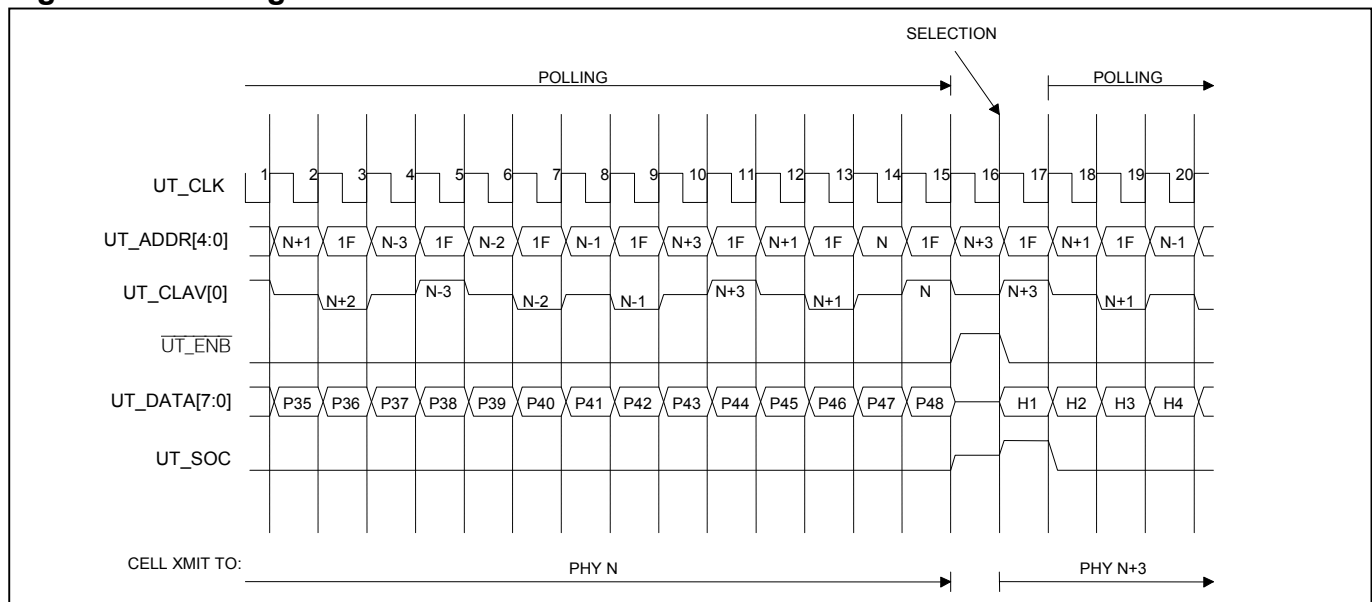 SELECTION
POLLING POLLING
UT_CLK 1 2 3 4 5 6 7 8 9 10 11 12 13 14 15 16 17 18 19 20
UT_ADDR[4:0] N+1 1F N-3 1F N-2 1F N-1 1F N+3 1F N+1 1F N 1F N+3 1F N+1 1F N-1
UT_CLAV[0] N+2 N-3 N-2 N-1 N+3 N+1 N N+3 N+1
UT_ENB
UT_DATA[7:0] P35 P36 P37 P38 P39 P40 P41 P42 P43 P44 P45 P46 P47 P48 H1 H2 H3 H4
UT_SOC
CELL XMIT TO: PHY N PHY N+3